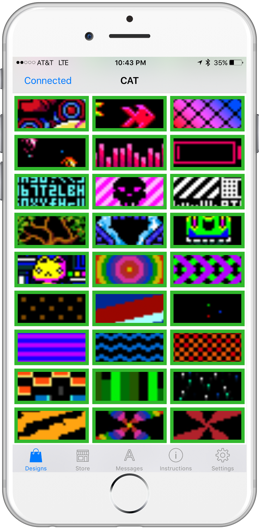 AT&T LTE 10:43 PM 35%
Connected CAT
Designs Store Messages Instructions Settings